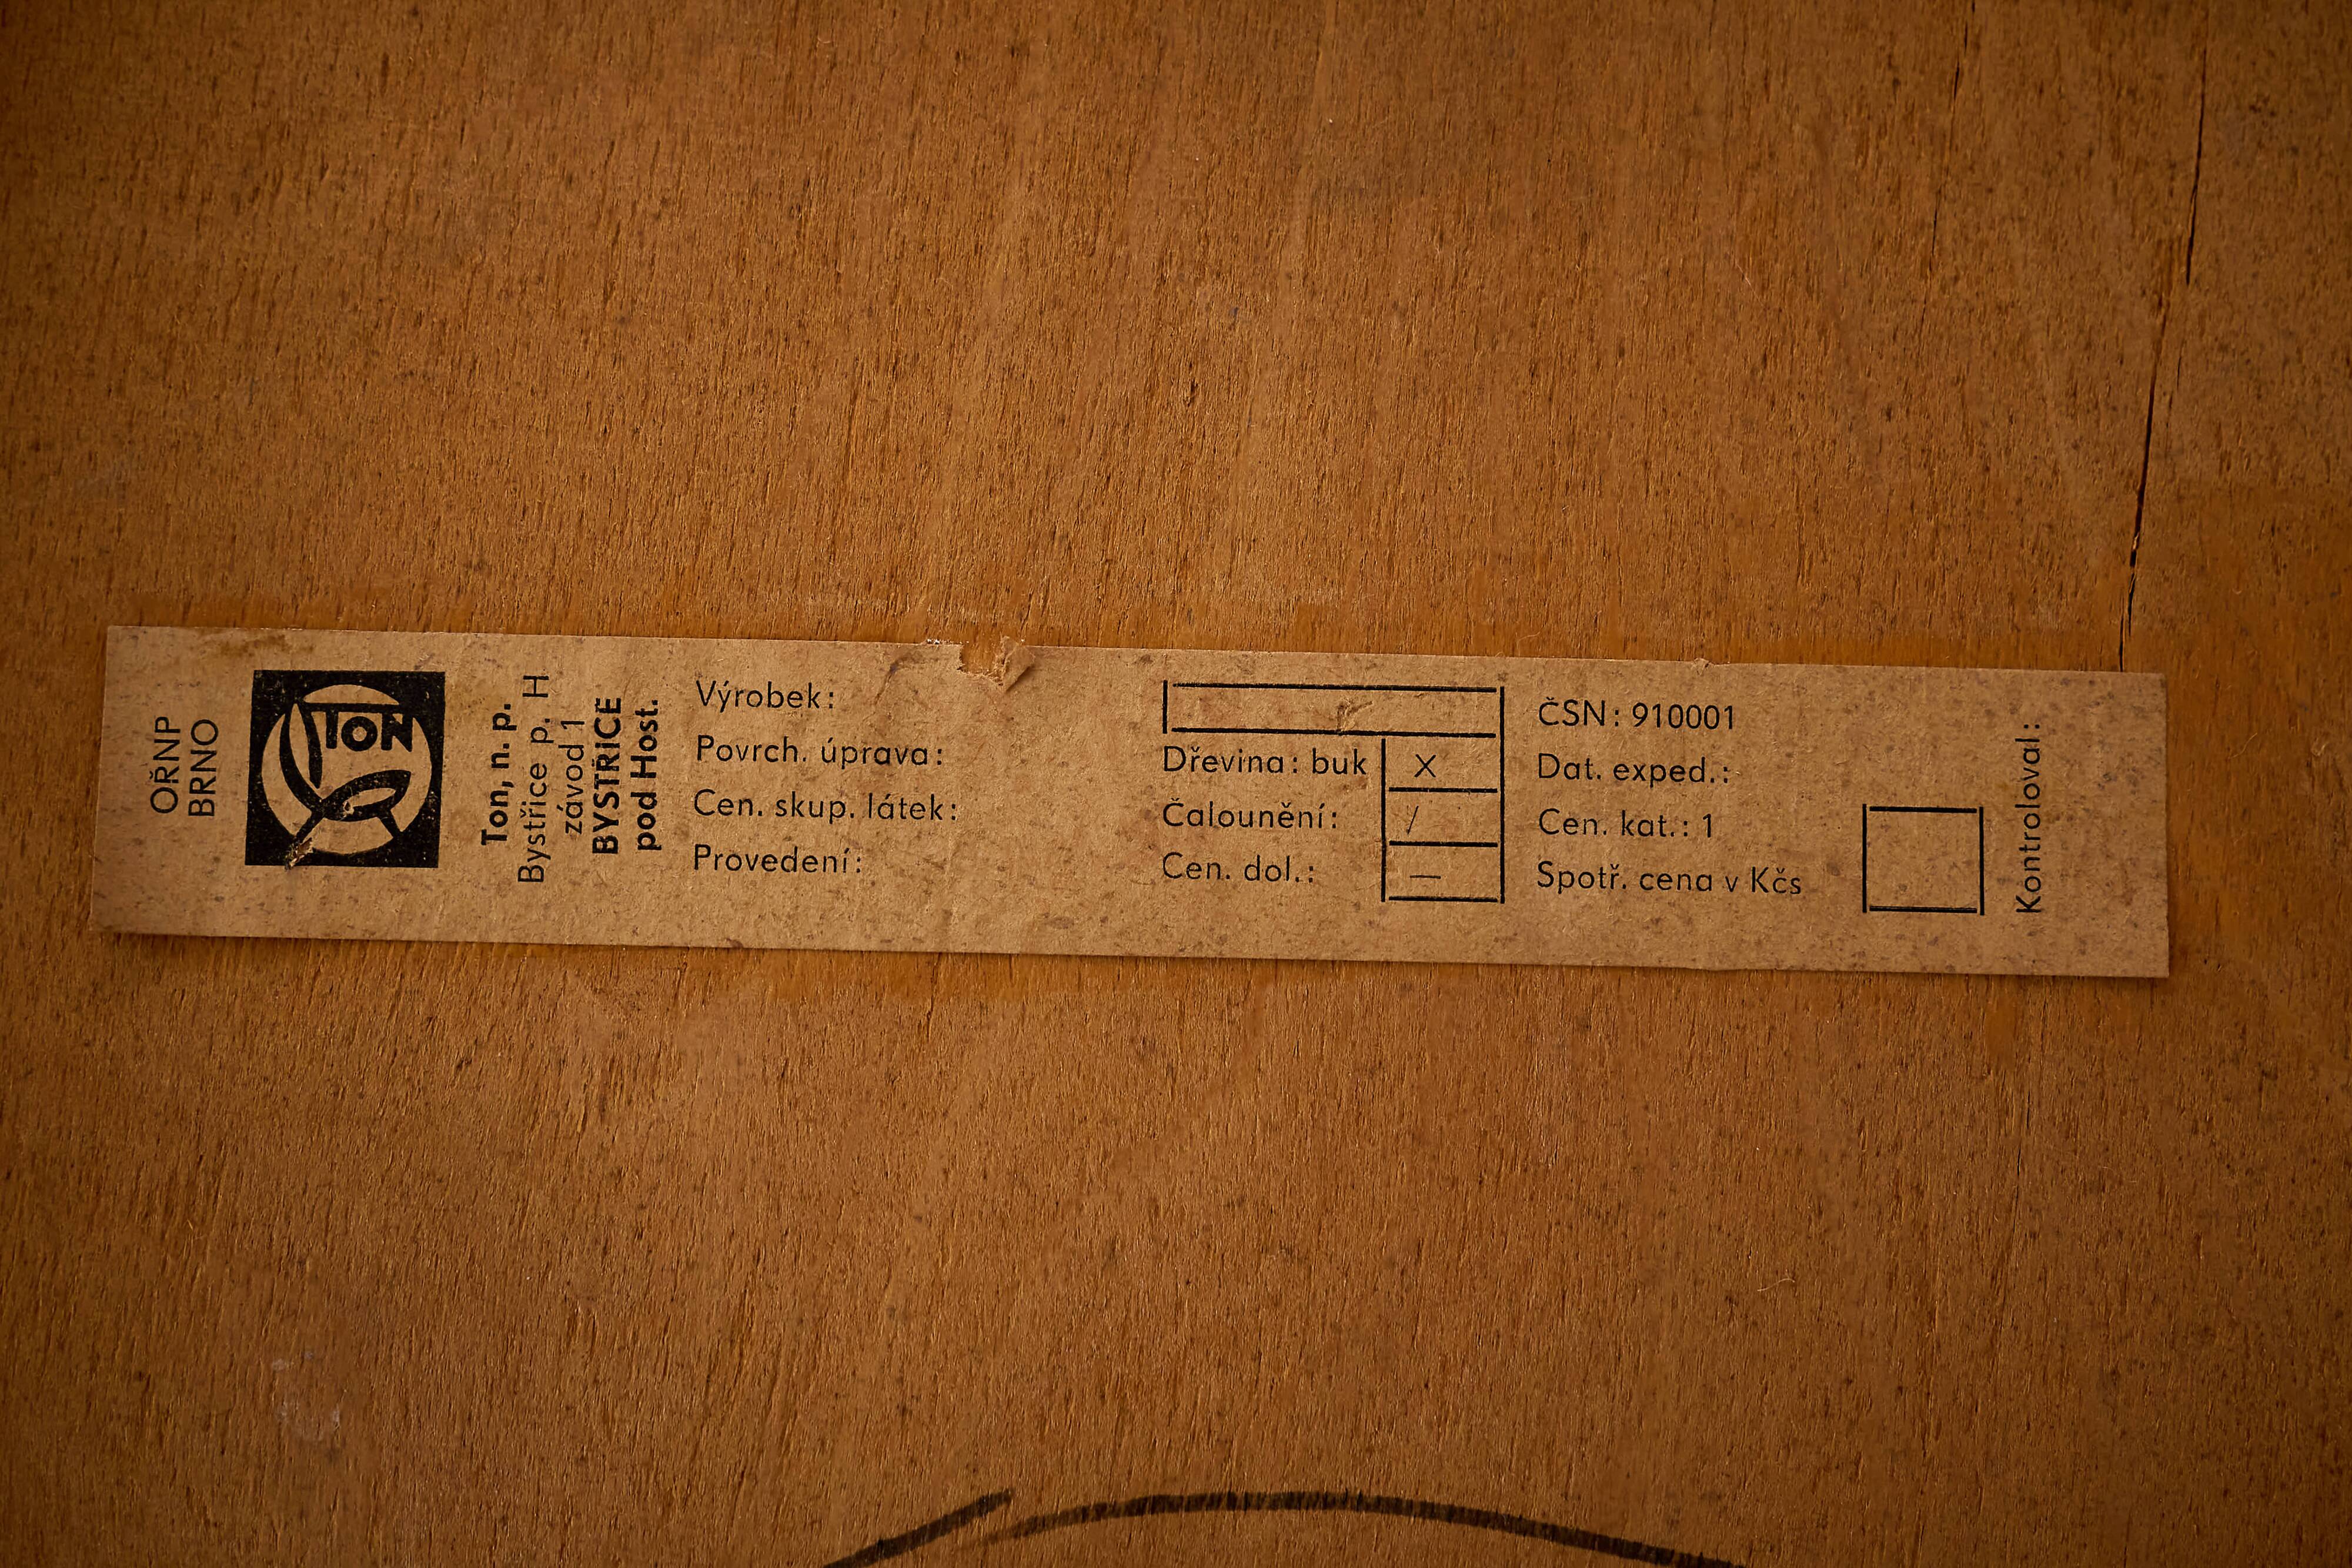 OŘNP
BRNO
TON
Ton, n. p.
Bystřice p. H
závod 1
BYSTŘICE
pod Host.
Výrobek:
Povrch. úprava:
Cen. skup. látek:
Provedení:
Dřevina: buk X
Čalounění: /
Cen. dol.: —
ČSN: 910001
Dat. exped.:
Cen. kat.: 1
Spotř. cena v Kčs
Kontroloval: